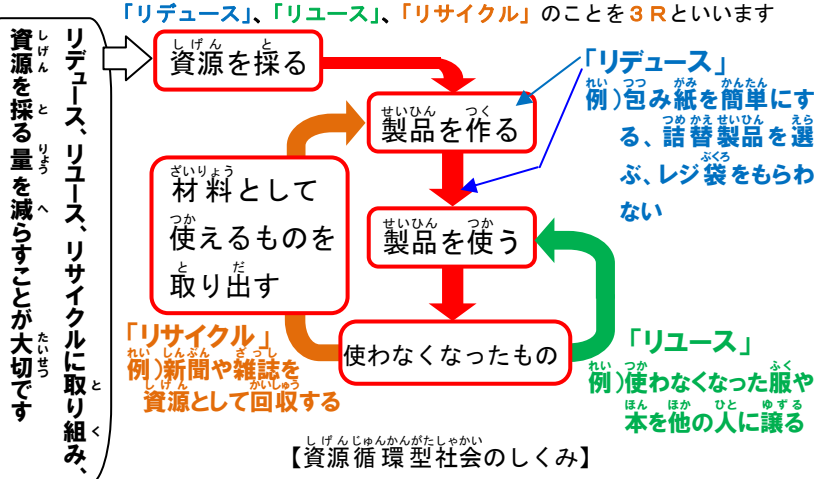 「リデュース」、「リユース」、「リサイクル」のことを3Rといいます
リデュース、リユース、リサイクルに取り組み、
資源を採る量を減らすことが大切です
資源を採る
製品を作る
「リデュース」
例)包み紙を簡単にす
る、詰替製品を選
ぶ、レジ袋をもらわ
ない
材料として
使えるものを
取り出す
製品を使う
「リサイクル」
例)新聞や雑誌を
資源として回収する
使わなくなったもの
「リユース」
例)使わなくなった服や
本を他の人に譲る
【資源循環型社会のしくみ】